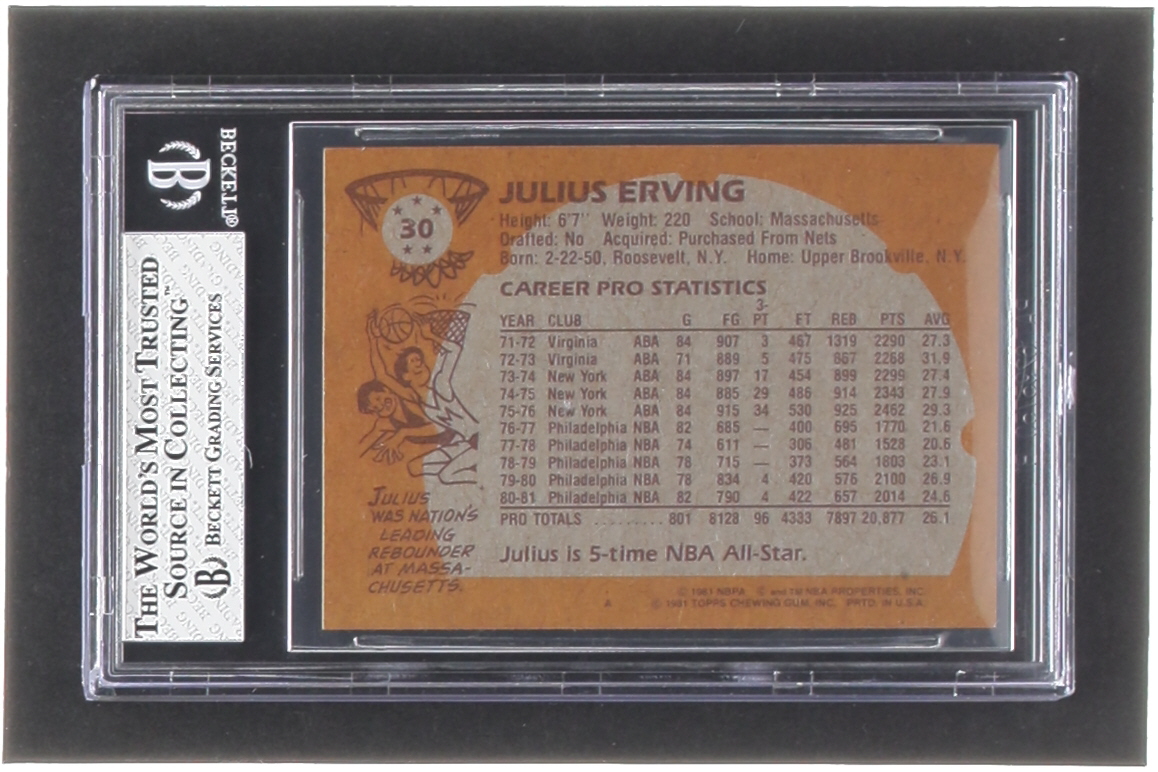 BECKETT®
THE WORLD'S MOST TRUSTED
SOURCE IN COLLECTING™
BECKETT GRADING SERVICES
30
JULIUS ERVING
Height: 6'7" Weight: 220 School: Massachusetts
Drafted: No Acquired: Purchased From Nets
Born: 2-22-50, Roosevelt, N.Y. Home: Upper Brookville, N.Y.
CAREER PRO STATISTICS
YEAR CLUB G FG 3-PT FT REB PTS AVG
71-72 Virginia ABA 84 907 3 467 1319 2290 27.3
72-73 Virginia ABA 71 889 5 475 867 2268 31.9
73-74 New York ABA 84 897 17 454 899 2299 27.4
74-75 New York ABA 84 885 29 486 914 2343 27.9
75-76 New York ABA 84 915 34 530 925 2462 29.3
76-77 Philadelphia NBA 82 685 — 400 695 1770 21.6
77-78 Philadelphia NBA 74 611 — 306 481 1528 20.6
78-79 Philadelphia NBA 78 715 — 373 564 1803 23.1
79-80 Philadelphia NBA 78 834 4 420 576 2100 26.9
80-81 Philadelphia NBA 82 790 4 422 657 2014 24.6
PRO TOTALS .......... 801 8128 96 4333 7897 20,877 26.1
Julius is 5-time NBA All-Star.
JULIUS
WAS NATION'S
LEADING
REBOUNDER
AT MASSA-
CHUSETTS.
© 1981 NBPA © and TM NBA PROPERTIES, INC.
A © 1981 TOPPS CHEWING GUM, INC. PRTD. IN U.S.A.